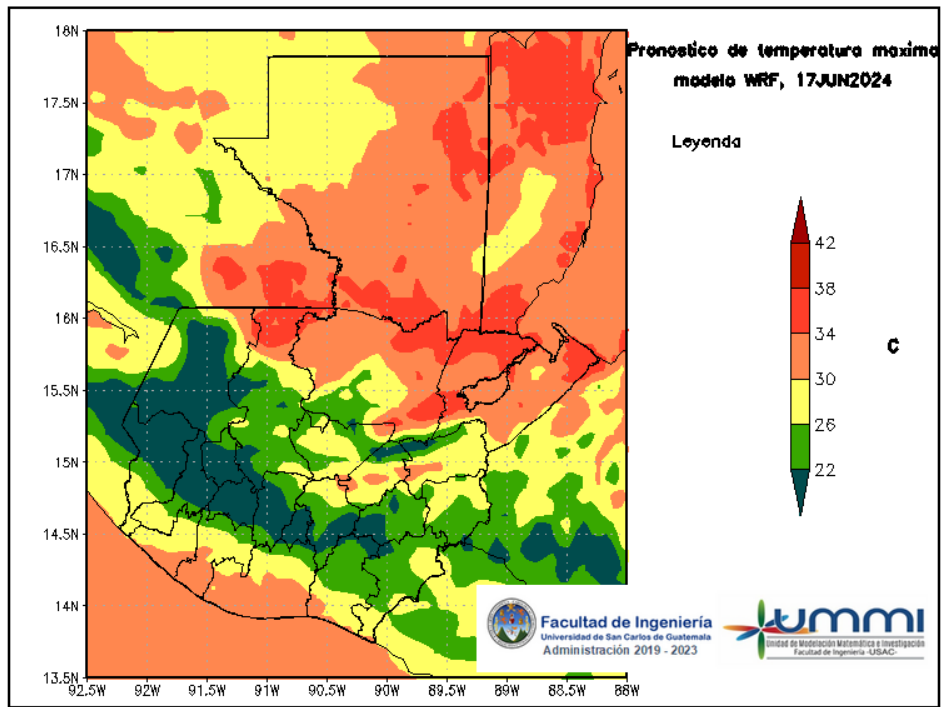 Pronostico de temperatura maxima
modelo WRF, 17JUN2024
Leyenda
42
38
34
30
26
22
C
18N
17.5N
17N
16.5N
16N
15.5N
15N
14.5N
14N
13.5N
92.5W 92W 91.5W 91W 90.5W 90W 89.5W 89W 88.5W 88W
Facultad de Ingeniería
Universidad de San Carlos de Guatemala
Administración 2019 - 2023
UMMI
Unidad de Modelación Matemática e Investigación
Facultad de Ingeniería -USAC-